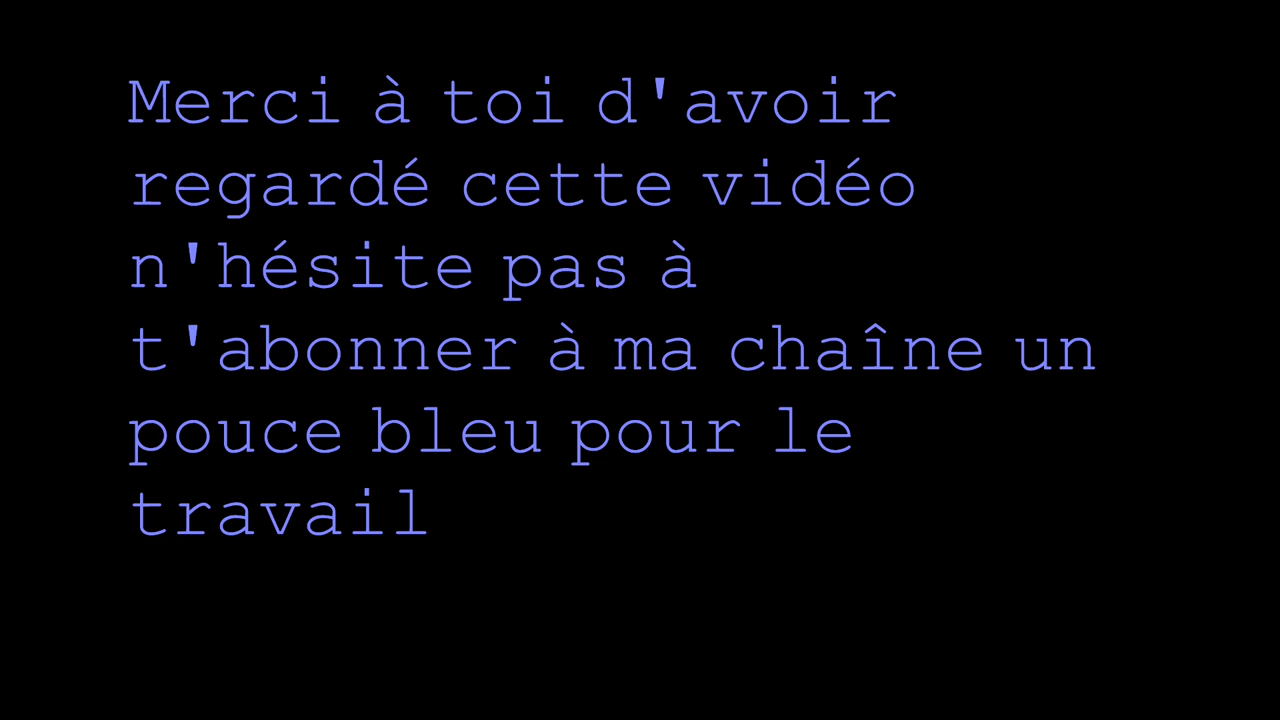 Merci à toi d'avoir
regardé cette vidéo
n'hésite pas à
t'abonner à ma chaîne un
pouce bleu pour le
travail